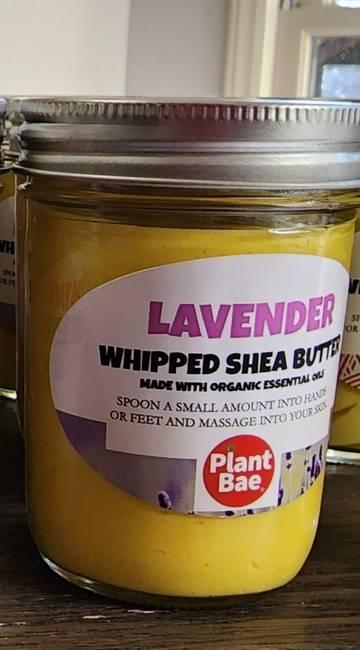 LAVENDER
WHIPPED SHEA BUTTER
MADE WITH ORGANIC ESSENTIAL OILS
SPOON A SMALL AMOUNT INTO HANDS
OR FEET AND MASSAGE INTO YOUR SKIN
Plant
Bae